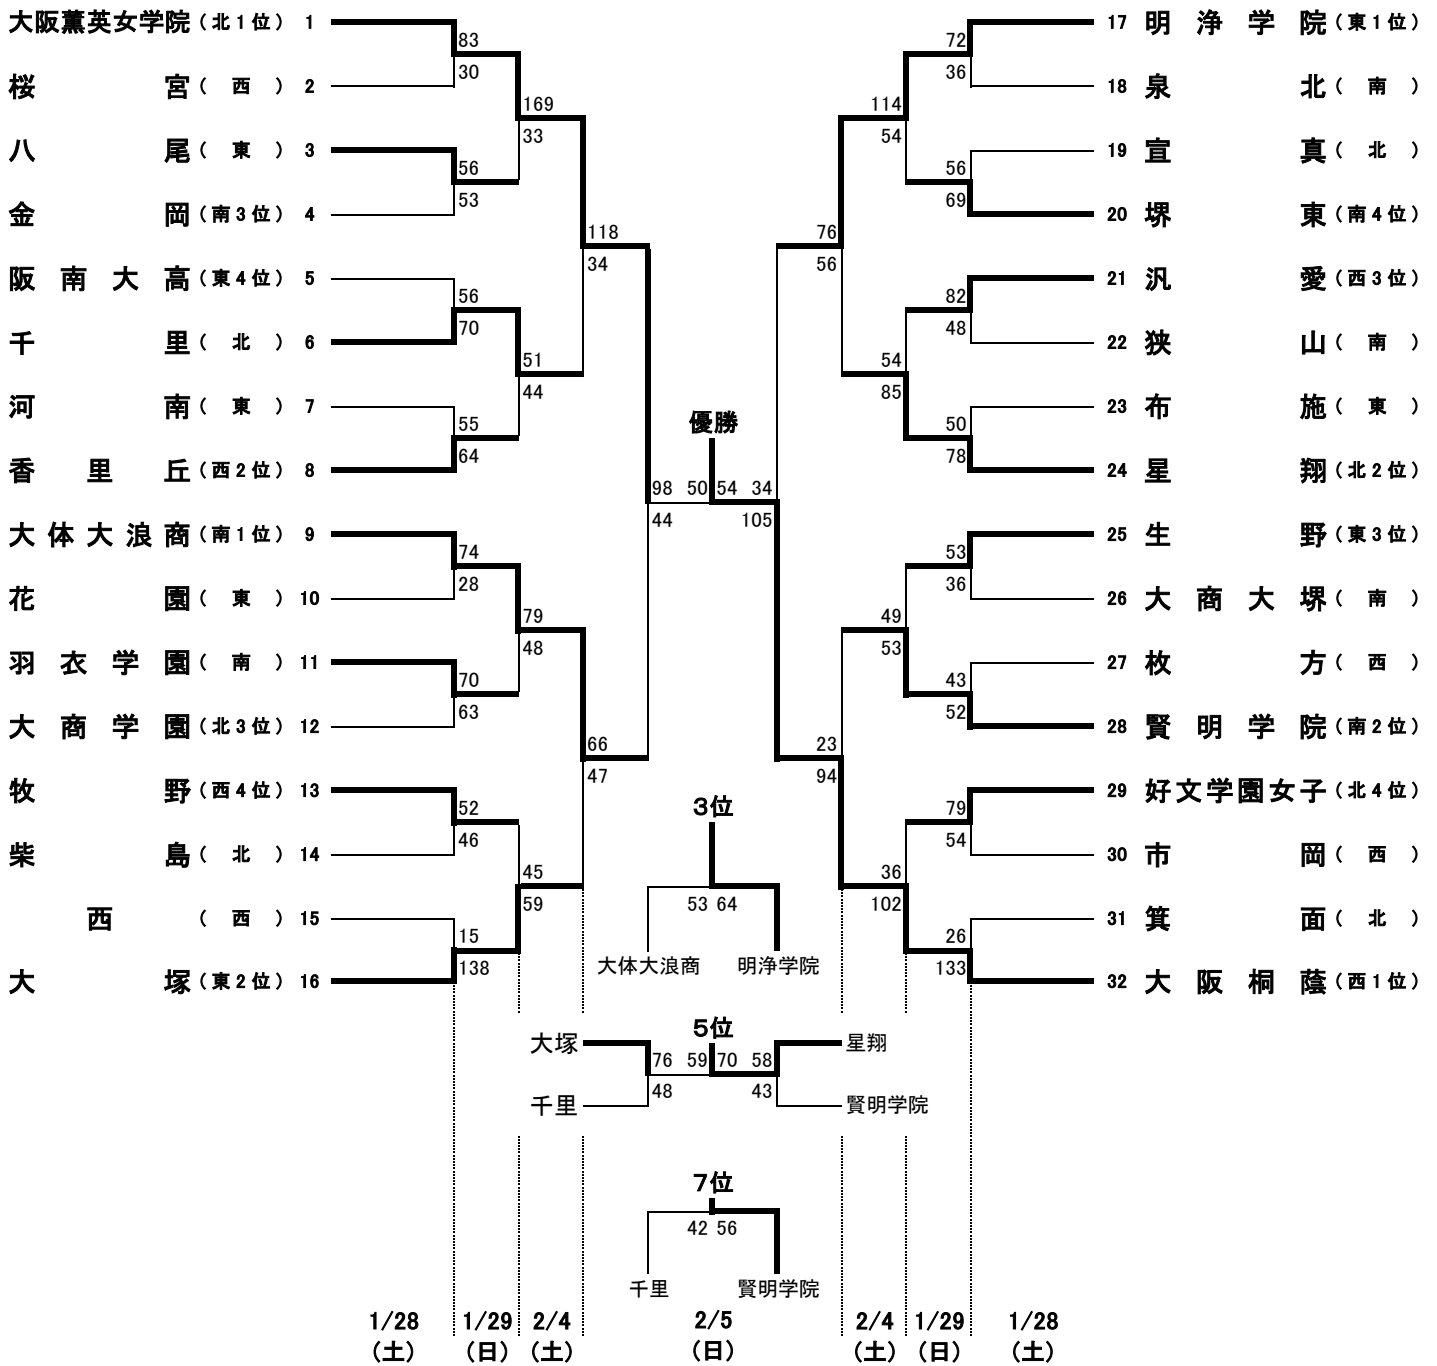 大阪薫英女学院（北１位） 1
桜宮（西） 2
八尾（東） 3
金岡（南３位） 4
阪南大高（東４位） 5
千里（北） 6
河南（東） 7
香里丘（西２位） 8
大体大浪商（南１位） 9
花園（東） 10
羽衣学園（南） 11
大商学園（北３位） 12
牧野（西４位） 13
柴島（北） 14
西（西） 15
大塚（東２位） 16
83
30
56
53
56
70
55
64
74
28
70
63
52
46
15
138
169
33
51
44
79
48
45
59
118
34
66
47
98
44
優勝
50 54
34
105
76
56
23
94
114
54
54
85
49
53
36
102
72
36
56
69
82
48
50
78
53
36
43
52
79
54
26
133
17 明浄学院（東１位）
18 泉北（南）
19 宣真（北）
20 堺東（南４位）
21 汎愛（西３位）
22 狭山（南）
23 布施（東）
24 星翔（北２位）
25 生野（東３位）
26 大商大堺（南）
27 枚方（西）
28 賢明学院（南２位）
29 好文学園女子（北４位）
30 市岡（西）
31 箕面（北）
32 大阪桐蔭（西１位）
３位
53 64
大体大浪商 明浄学院
５位
大塚 76 59 70 58 星翔
千里 48 43 賢明学院
７位
42 56
千里 賢明学院
1/28 1/29 2/4 2/5 2/4 1/29 1/28
（土） （日） （土） （日） （土） （日） （土）